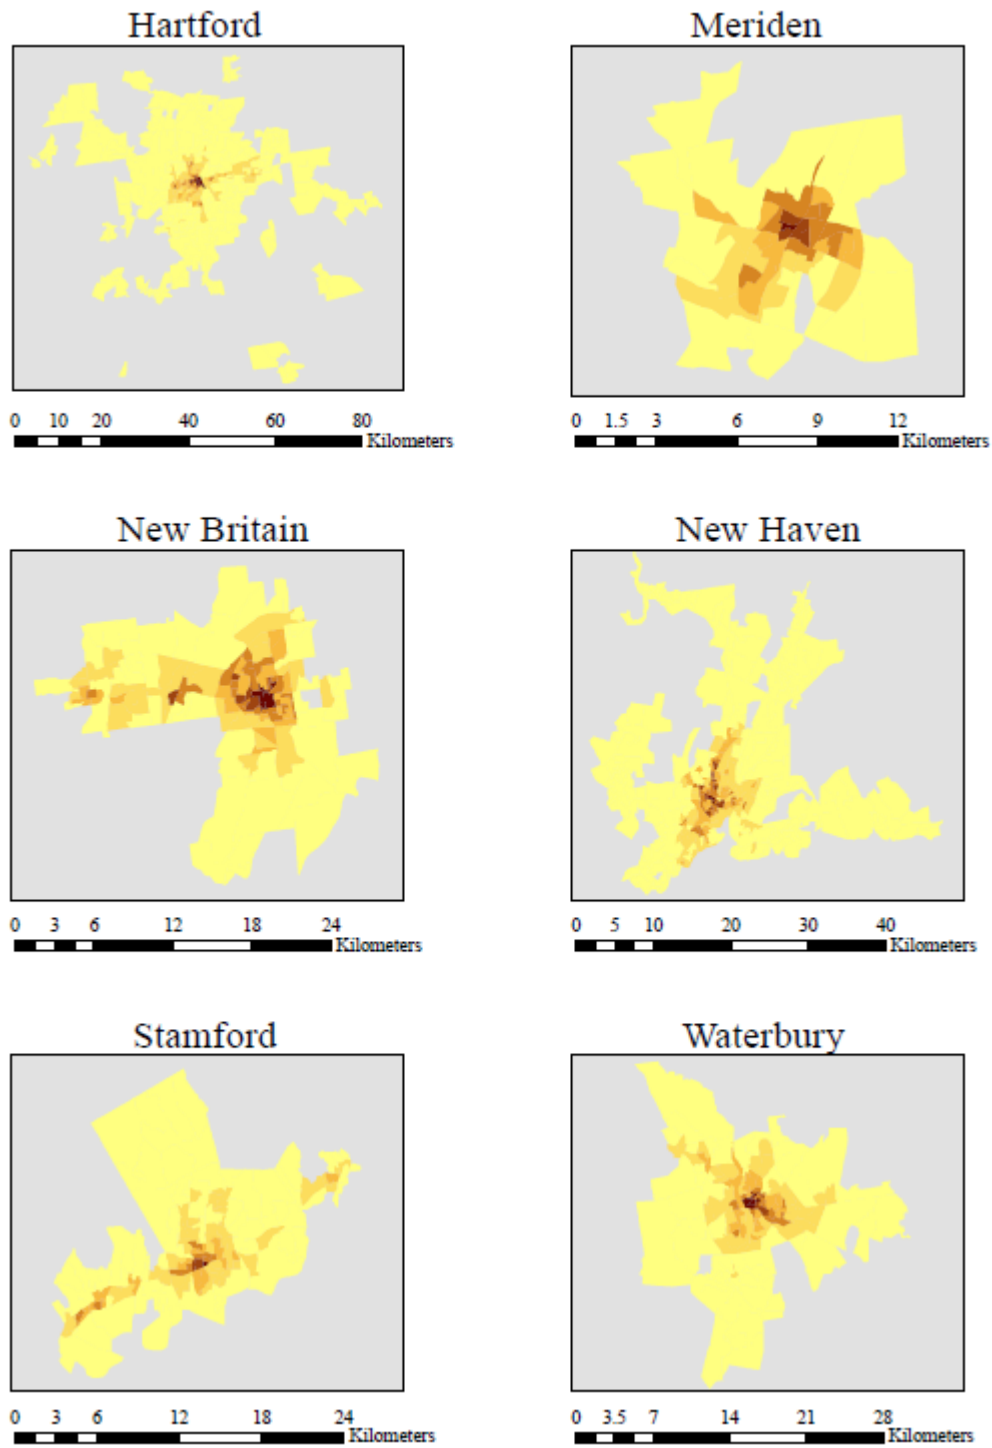 Hartford
Meriden
0 10 20 40 60 80
Kilometers
0 1.5 3 6 9 12
Kilometers
New Britain
New Haven
0 3 6 12 18 24
Kilometers
0 5 10 20 30 40
Kilometers
Stamford
Waterbury
0 3 6 12 18 24
Kilometers
0 3.5 7 14 21 28
Kilometers